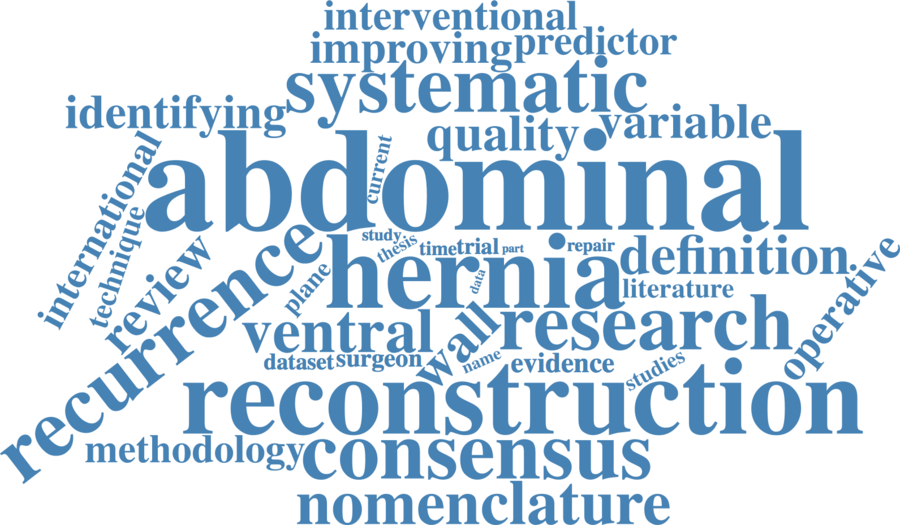 interventional
improving predictor
systematic
identifying
quality variable
abdominal
current
international
technique
review
recurrence
study
thesis
time trial part
repair
hernia
definition
data
plane
literature
operative
ventral
wall
research
dataset surgeon
name
evidence
studies
reconstruction
methodology
consensus
nomenclature